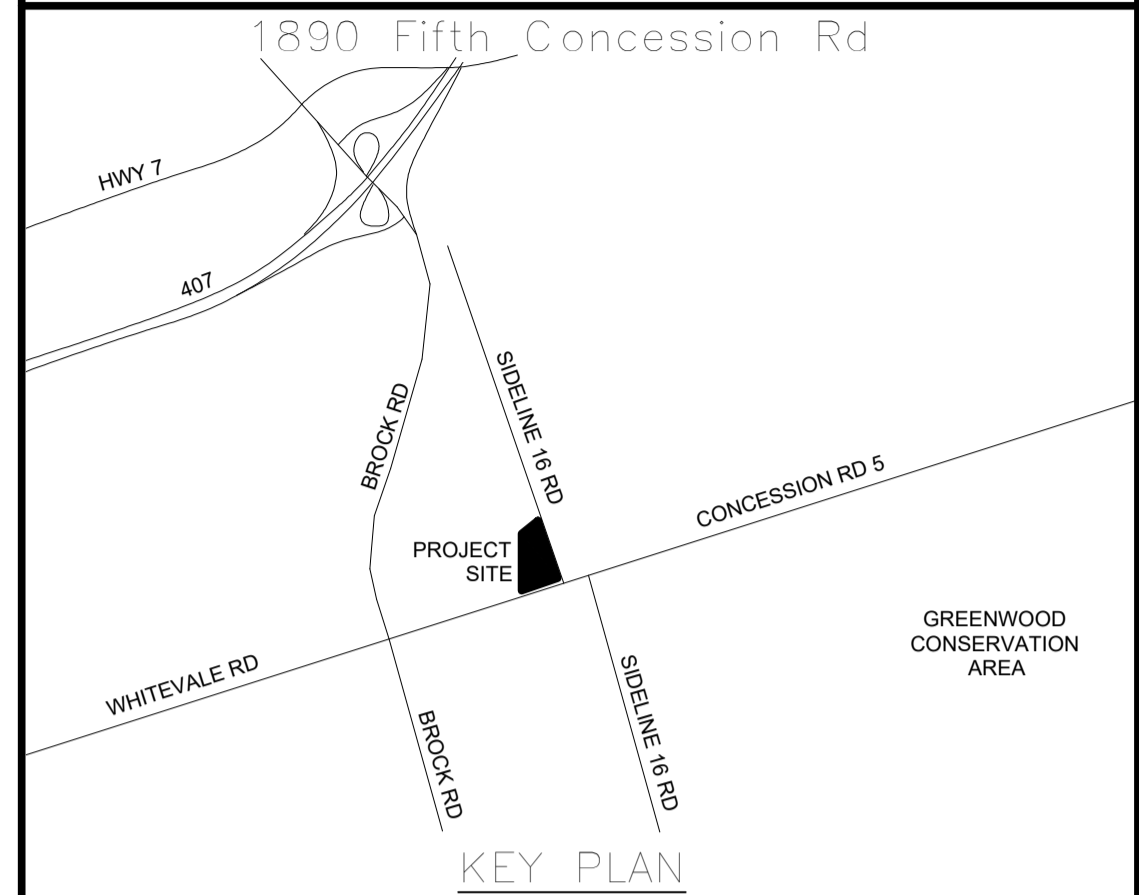 1890 Fifth Concession Rd
HWY 7
407
BROCK RD
SIDELINE 16 RD
CONCESSION RD 5
PROJECT
SITE
GREENWOOD
CONSERVATION
AREA
WHITEVALE RD
BROCK RD
SIDELINE 16 RD
KEY PLAN